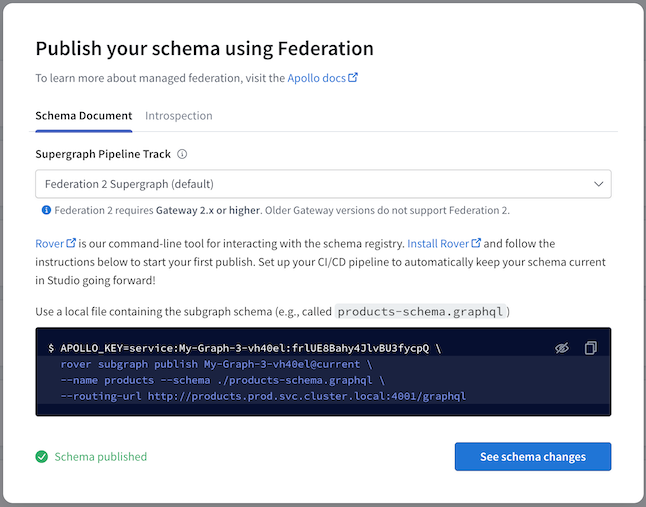 Publish your schema using Federation
To learn more about managed federation, visit the Apollo docs
Schema Document Introspection
Supergraph Pipeline Track
Federation 2 Supergraph (default)
Federation 2 requires Gateway 2.x or higher. Older Gateway versions do not support Federation 2.
Rover is our command-line tool for interacting with the schema registry. Install Rover and follow the
instructions below to start your first publish. Set up your CI/CD pipeline to automatically keep your schema current
in Studio going forward!
Use a local file containing the subgraph schema (e.g., called products-schema.graphql)
$ APOLLO_KEY=service:My-Graph-3-vh40el:frlUE8Bahy4JlvBU3fycpQ \
rover subgraph publish My-Graph-3-vh40el@current \
--name products --schema ./products-schema.graphql \
--routing-url http://products.prod.svc.cluster.local:4001/graphql
Schema published
See schema changes